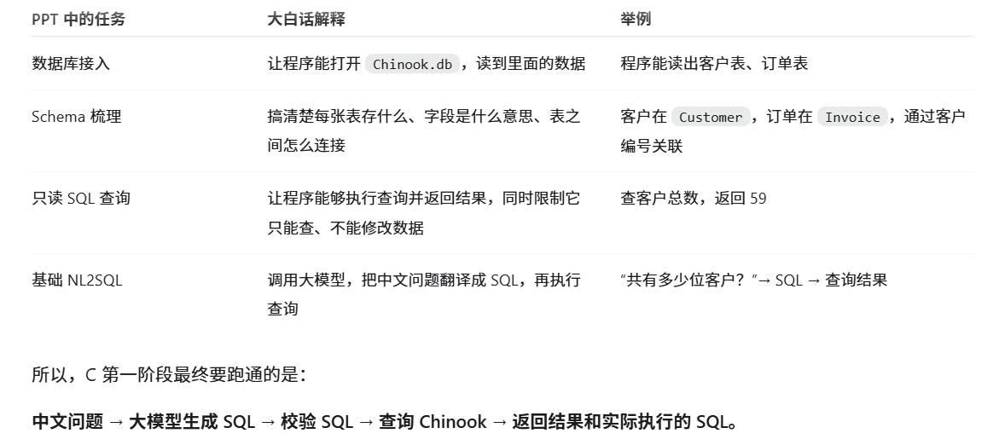 PPT 中的任务 大白话解释 举例
数据库接入 让程序能打开 Chinook.db，读到里面的数据 程序能读出客户表、订单表
Schema 梳理 搞清楚每张表存什么、字段是什么意思、表之 客户在 Customer，订单在 Invoice，通过客户
间怎么连接 编号关联
只读 SQL 查询 让程序能够执行查询并返回结果，同时限制它 查客户总数，返回 59
只能查、不能修改数据
基础 NL2SQL 调用大模型，把中文问题翻译成 SQL，再执行 “共有多少位客户？”→ SQL → 查询结果
查询
所以，C 第一阶段最终要跑通的是：
中文问题 → 大模型生成 SQL → 校验 SQL → 查询 Chinook → 返回结果和实际执行的 SQL。